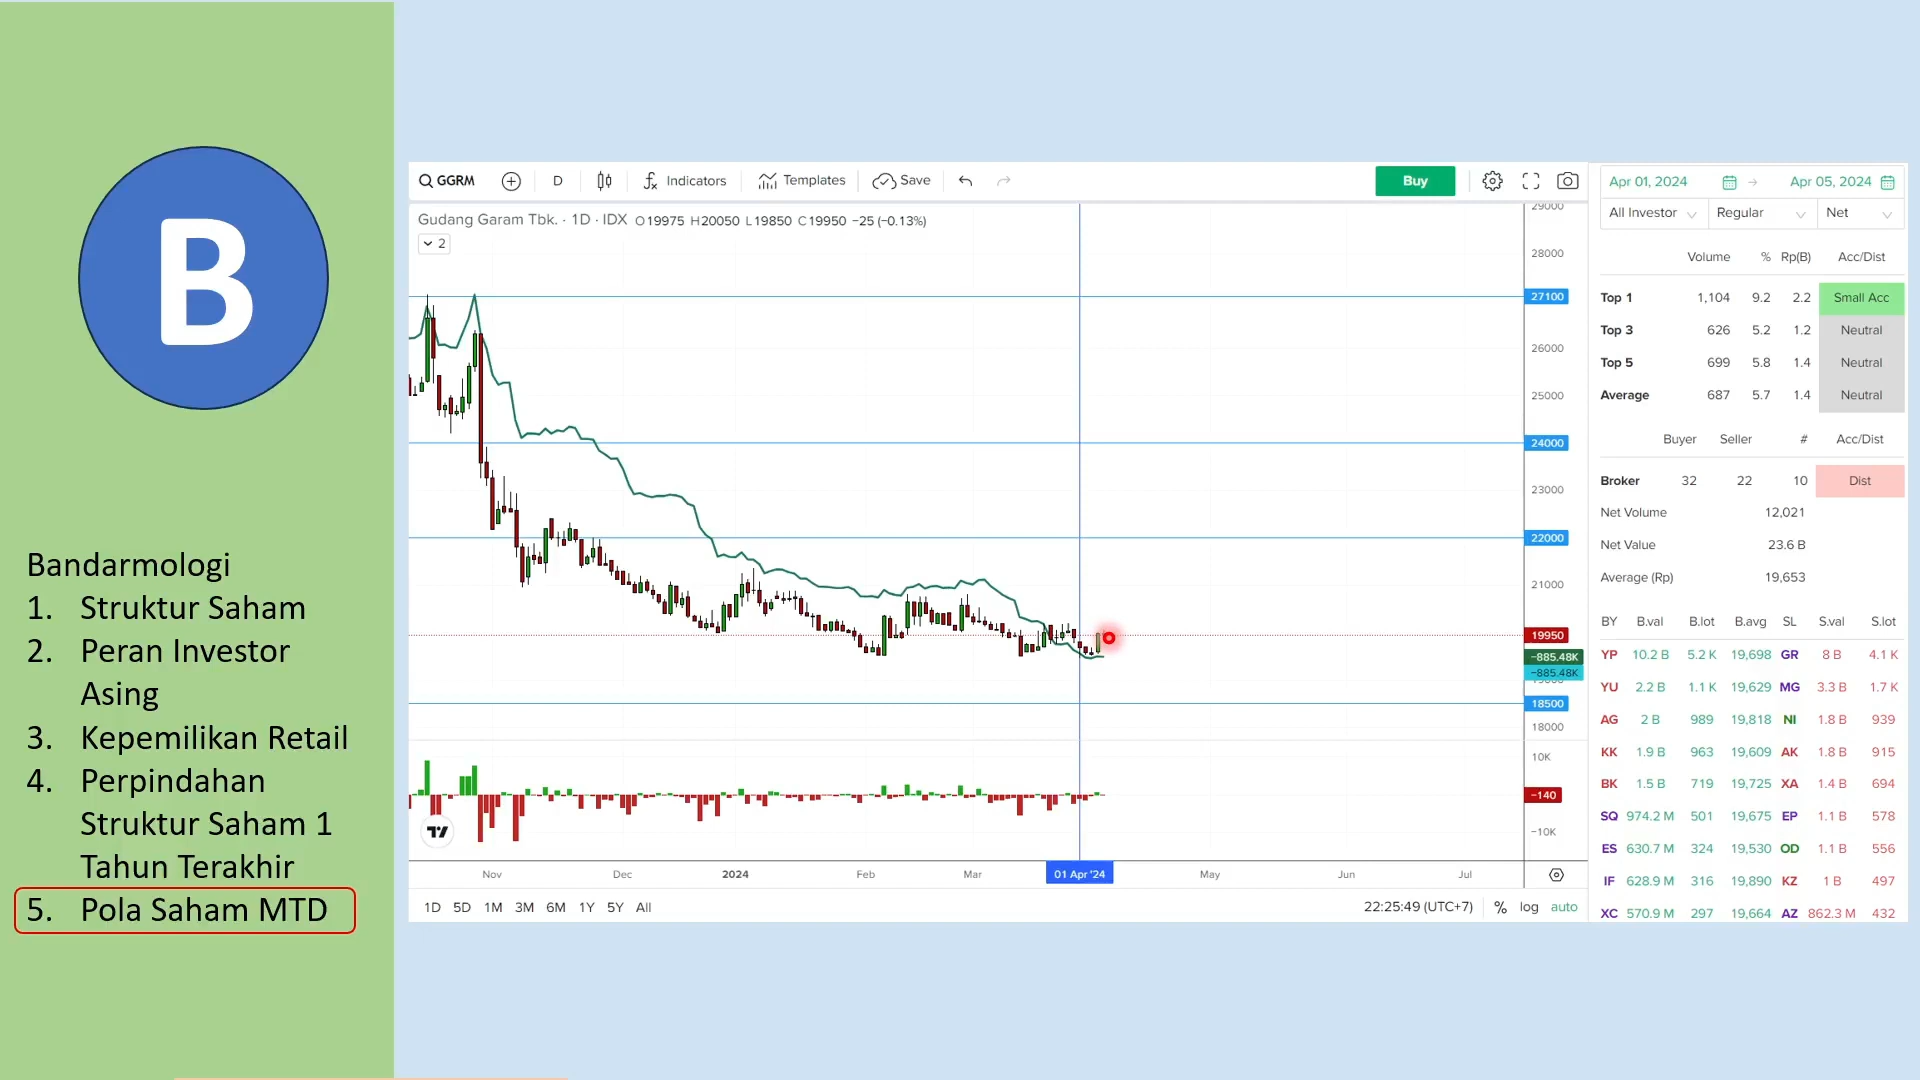 B
Bandarmologi
1. Struktur Saham
2. Peran Investor
Asing
3. Kepemilikan Retail
4. Perpindahan
Struktur Saham 1
Tahun Terakhir
5. Pola Saham MTD
GGRM D Indicators Templates Save Buy
Gudang Garam Tbk. · 1D · IDX O19975 H20050 L19850 C19950 −25 (−0.13%)
2
29000
28000
27100
26000
25000
24000
23000
22000
21000
19950
−885.48K
−885.48K
18500
18000
10K
−140
−10K
Nov Dec 2024 Feb Mar 01 Apr '24 May Jun Jul
1D 5D 1M 3M 6M 1Y 5Y All 22:25:49 (UTC+7) % log auto
Apr 01, 2024 → Apr 05, 2024
All Investor Regular Net
Volume % Rp(B) Acc/Dist
Top 1 1,104 9.2 2.2 Small Acc
Top 3 626 5.2 1.2 Neutral
Top 5 699 5.8 1.4 Neutral
Average 687 5.7 1.4 Neutral
Buyer Seller # Acc/Dist
Broker 32 22 10 Dist
Net Volume 12,021
Net Value 23.6 B
Average (Rp) 19,653
BY B.val B.lot B.avg SL S.val S.lot
YP 10.2 B 5.2 K 19,698 GR 8 B 4.1 K
YU 2.2 B 1.1 K 19,629 MG 3.3 B 1.7 K
AG 2 B 989 19,818 NI 1.8 B 939
KK 1.9 B 963 19,609 AK 1.8 B 915
BK 1.5 B 719 19,725 XA 1.4 B 694
SQ 974.2 M 501 19,675 EP 1.1 B 578
ES 630.7 M 324 19,530 OD 1.1 B 556
IF 628.9 M 316 19,890 KZ 1 B 497
XC 570.9 M 297 19,664 AZ 862.3 M 432